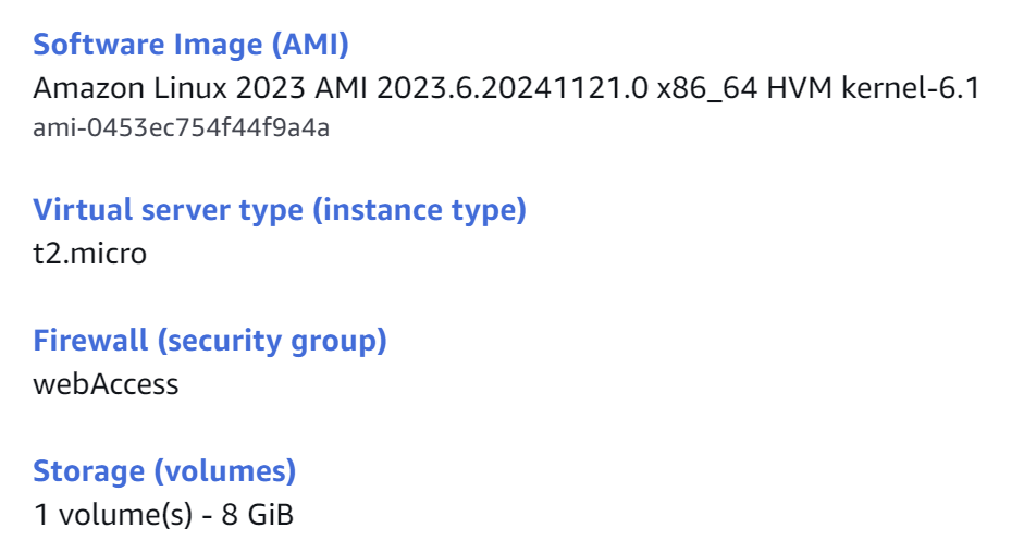 Software Image (AMI)
Amazon Linux 2023 AMI 2023.6.20241121.0 x86_64 HVM kernel-6.1
ami-0453ec754f44f9a4a
Virtual server type (instance type)
t2.micro
Firewall (security group)
webAccess
Storage (volumes)
1 volume(s) - 8 GiB